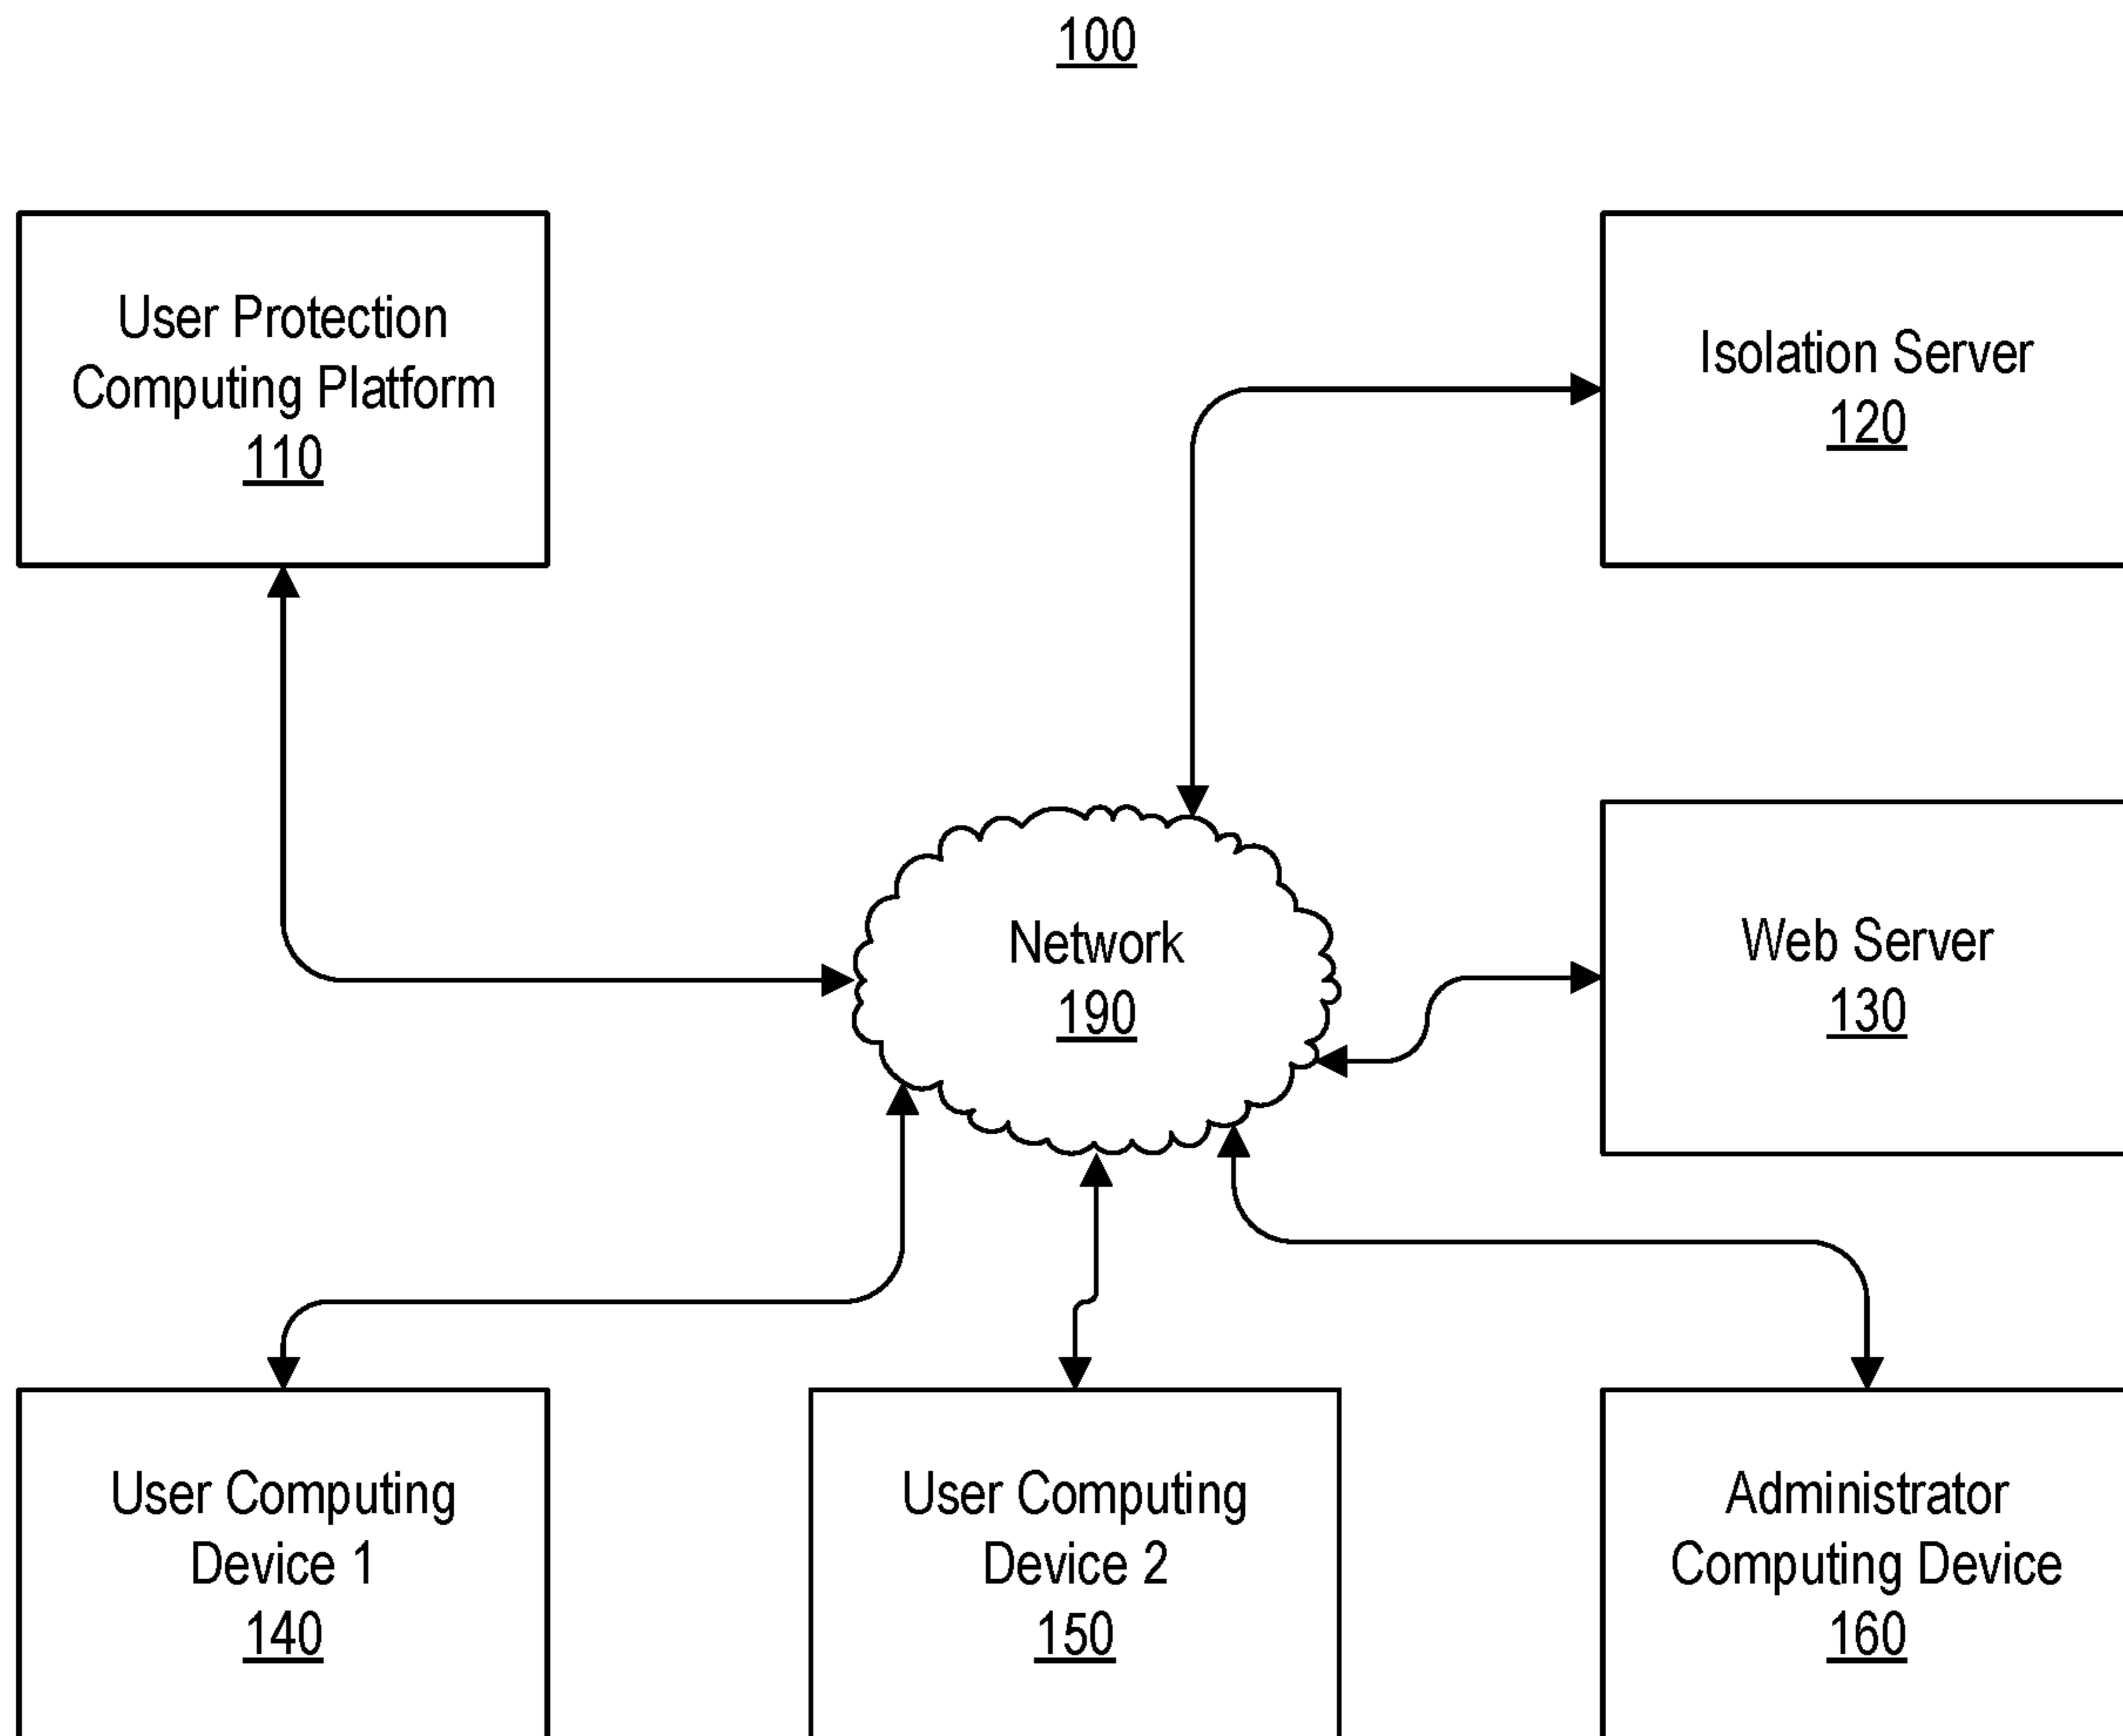 100
User Protection
Computing Platform
110
Isolation Server
120
Network
190
Web Server
130
User Computing
Device 1
140
User Computing
Device 2
150
Administrator
Computing Device
160